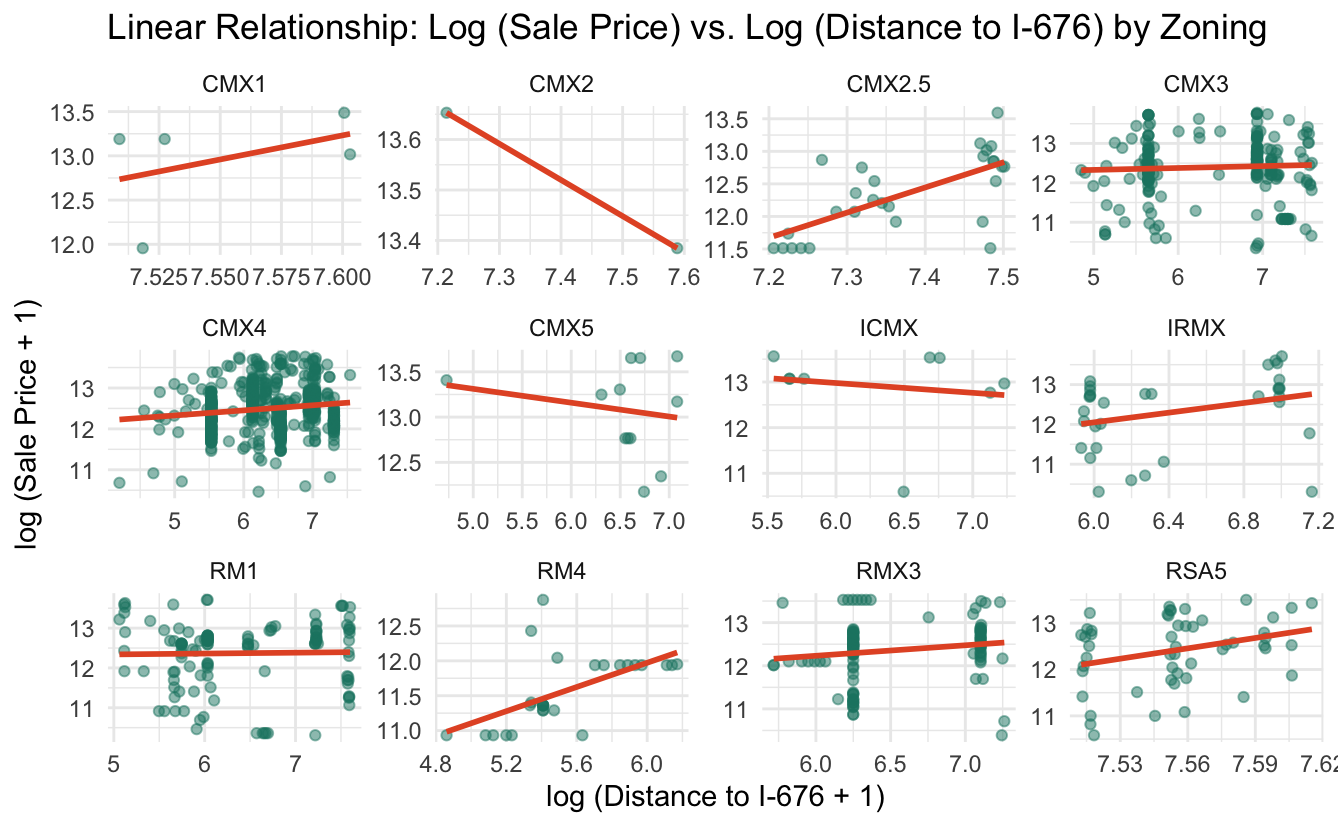 Linear Relationship: Log (Sale Price) vs. Log (Distance to I-676) by Zoning
CMX1 CMX2 CMX2.5 CMX3
13.5
13.0
12.5
12.0
7.525 7.550 7.575 7.600
13.6
13.5
13.4
7.2 7.3 7.4 7.5 7.6
13.5
13.0
12.5
12.0
11.5
7.2 7.3 7.4 7.5
13
12
11
5 6 7
CMX4 CMX5 ICMX IRMX
13
12
11
5 6 7
13.5
13.0
12.5
5.0 5.5 6.0 6.5 7.0
13
12
11
5.5 6.0 6.5 7.0
13
12
11
6.0 6.4 6.8 7.2
RM1 RM4 RMX3 RSA5
13
12
11
5 6 7
12.5
12.0
11.5
11.0
4.8 5.2 5.6 6.0
13
12
11
6.0 6.5 7.0
13
12
11
7.53 7.56 7.59 7.62
log (Sale Price + 1)
log (Distance to I-676 + 1)